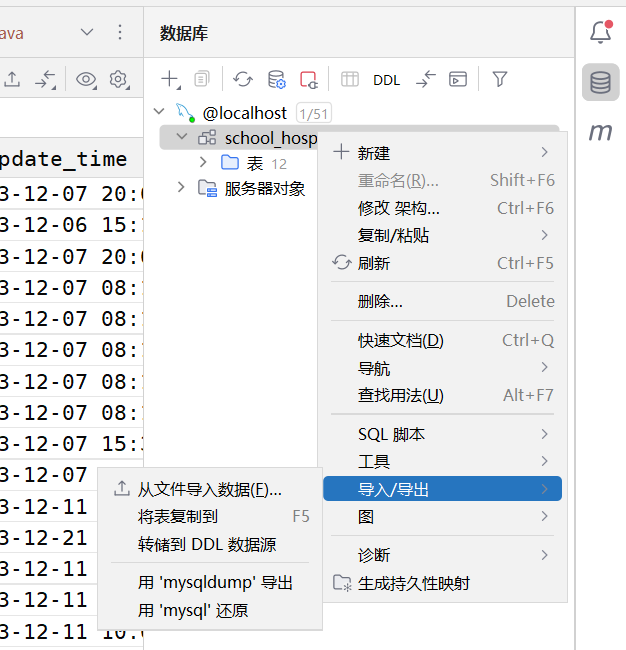 ava
数据库
DDL
@localhost 1/51
school_hosp
表 12
服务器对象
pdate_time
3-12-07 20:
3-12-06 15:
3-12-07 20:
3-12-07 08:
3-12-07 08:
3-12-07 08:
3-12-07 08:
3-12-07 08:
3-12-07 15:
3-12-07
3-12-11
3-12-21
3-12-11
3-12-11
3-12-11 10:
新建
重命名(R)... Shift+F6
修改 架构... Ctrl+F6
复制/粘贴
刷新 Ctrl+F5
删除... Delete
快速文档(D) Ctrl+Q
导航
查找用法(U) Alt+F7
SQL 脚本
工具
导入/导出
图
诊断
生成持久性映射
从文件导入数据(F)...
将表复制到 F5
转储到 DDL 数据源
用 'mysqldump' 导出
用 'mysql' 还原
m